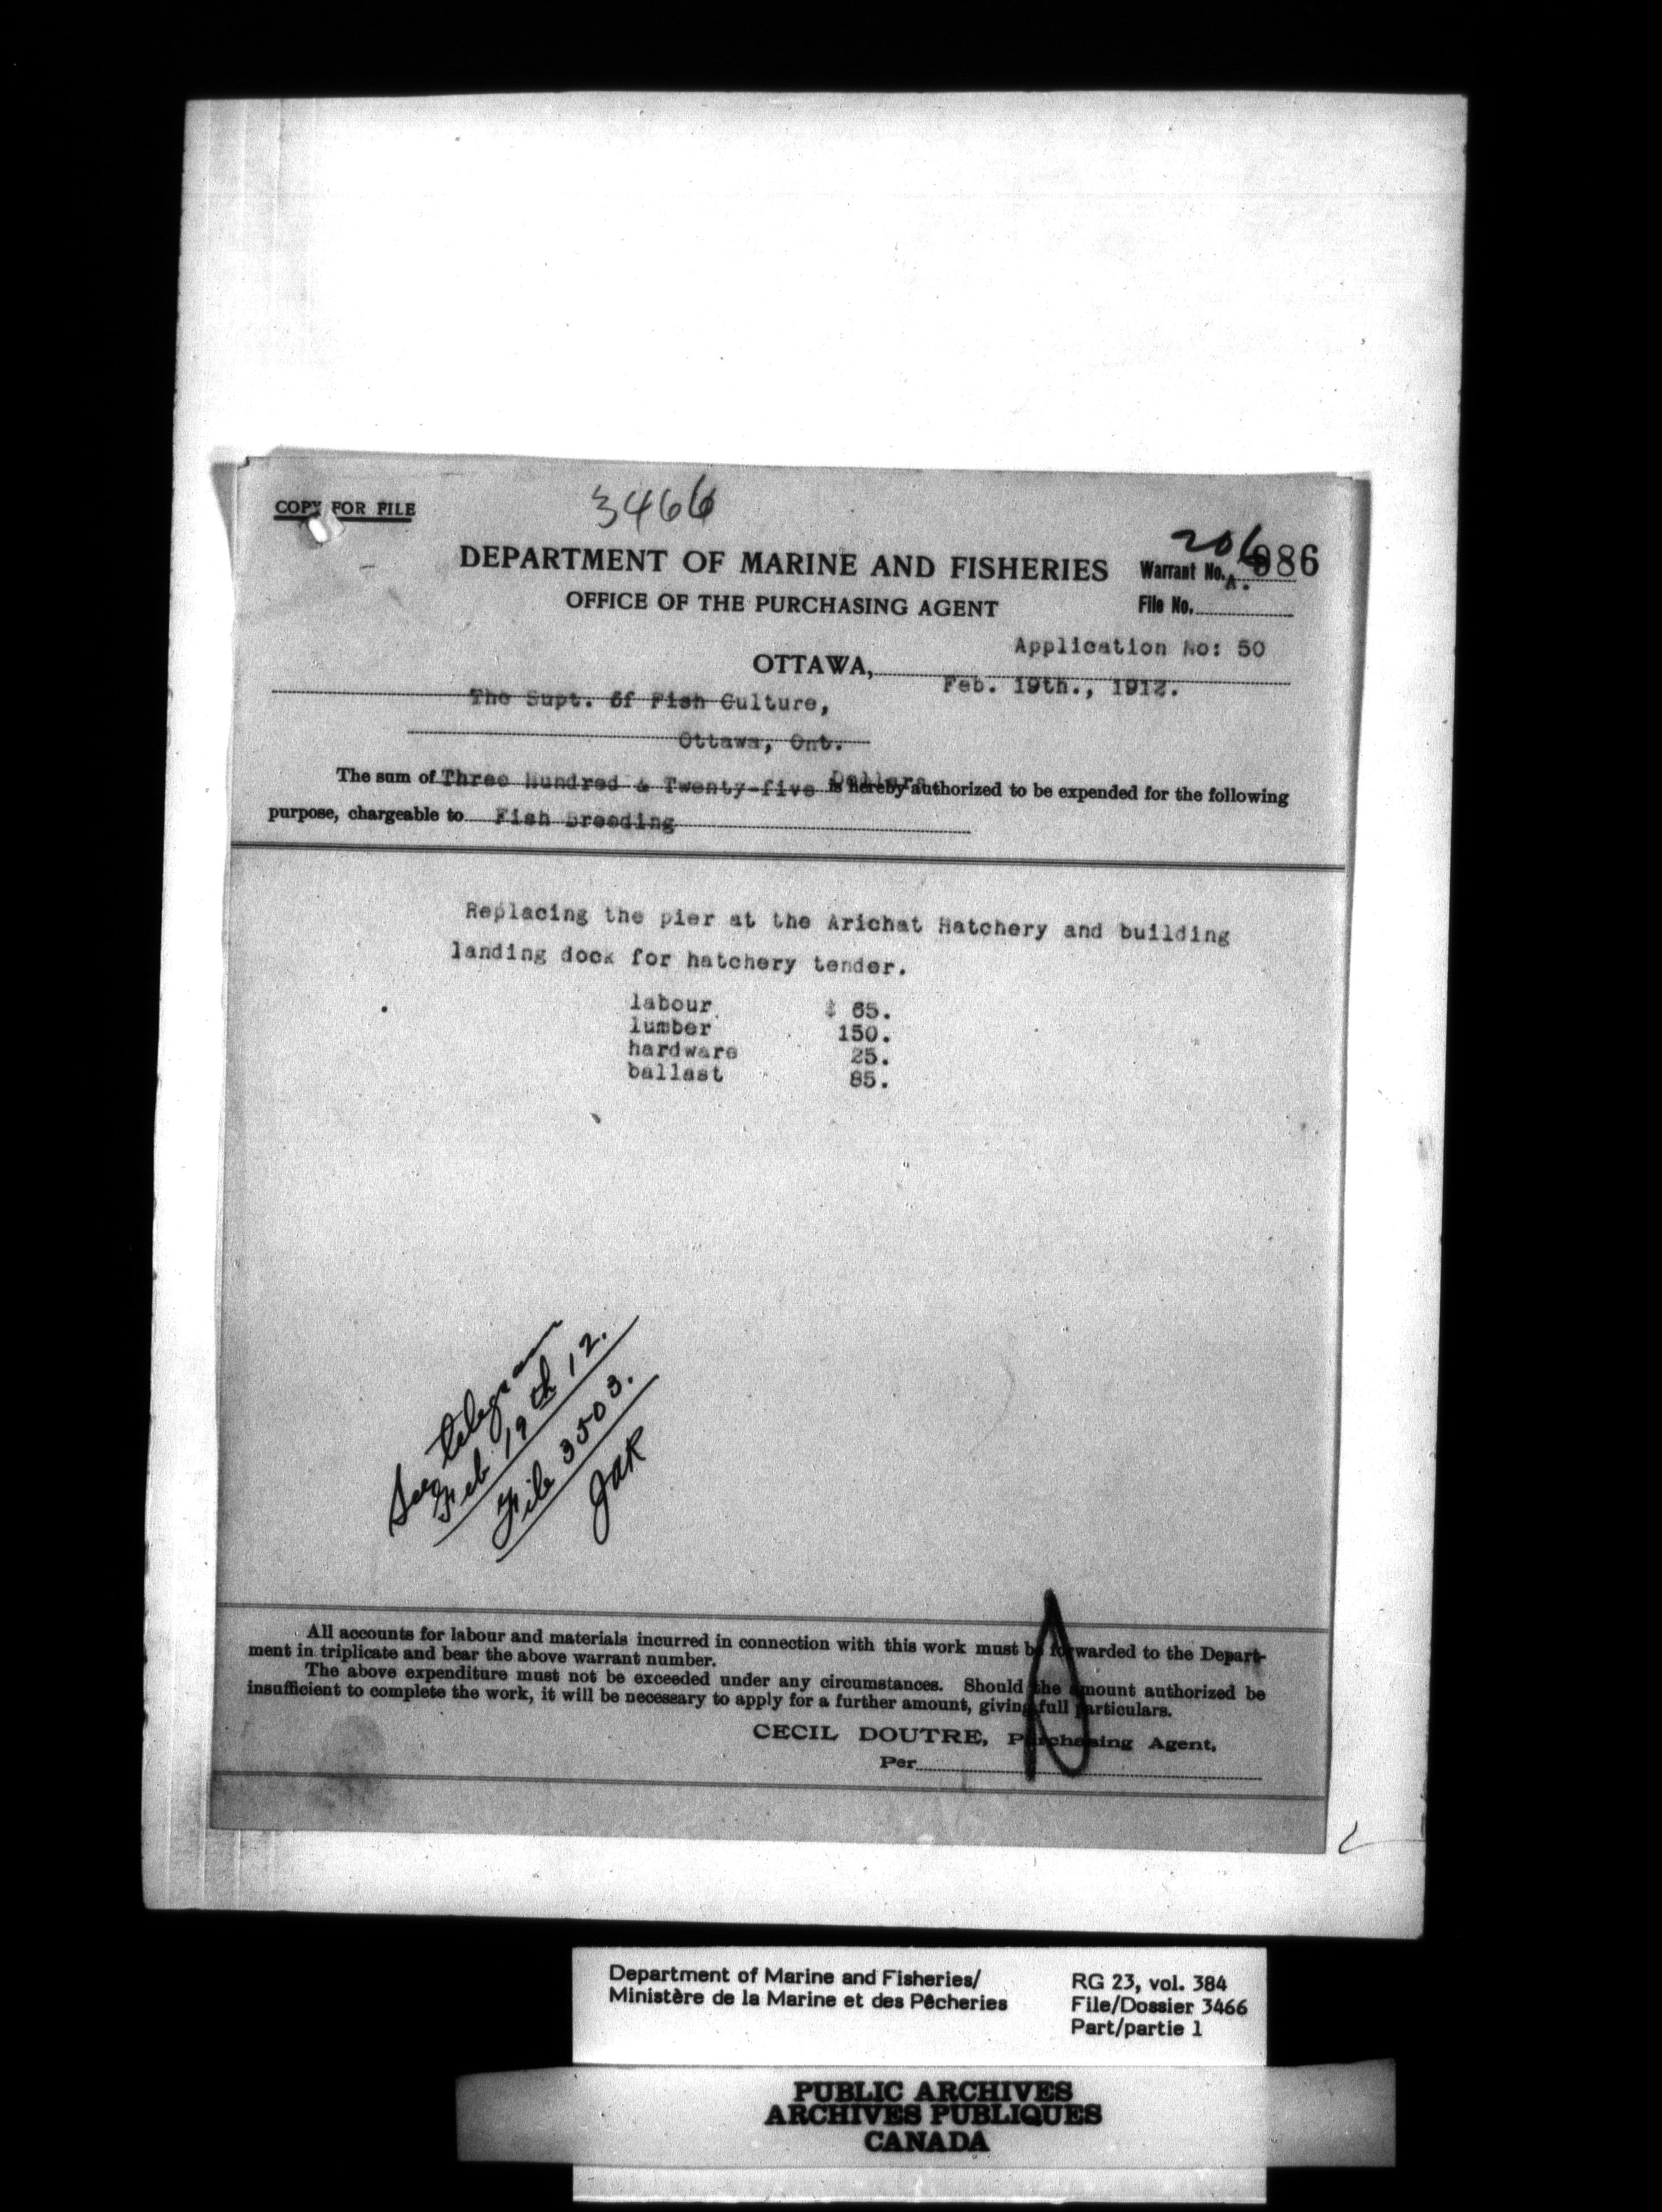 COPY FOR FILE
3466
DEPARTMENT OF MARINE AND FISHERIES
206
Warrant No. A. 986
OFFICE OF THE PURCHASING AGENT
File No.
Application No: 50
OTTAWA,
Feb. 19th., 1912.
The Supt. of Fish Culture,
Ottawa, Ont.
The sum of Three Hundred & Twenty-five Dollars is hereby authorized to be expended for the following
purpose, chargeable to Fish Breeding
Replacing the pier at the Arichat Hatchery and building
landing dock for hatchery tender.
labour $ 65.
lumber 150.
hardware 25.
ballast 85.
See telegram
Feb 19th 12.
File 3503.
JAR
All accounts for labour and materials incurred in connection with this work must be forwarded to the Depart-
ment in triplicate and bear the above warrant number.
The above expenditure must not be exceeded under any circumstances. Should the amount authorized be
insufficient to complete the work, it will be necessary to apply for a further amount, giving full particulars.
CECIL DOUTRE, Purchasing Agent,
Per
Department of Marine and Fisheries/
Ministère de la Marine et des Pêcheries
RG 23, vol. 384
File/Dossier 3466
Part/partie 1
PUBLIC ARCHIVES
ARCHIVES PUBLIQUES
CANADA